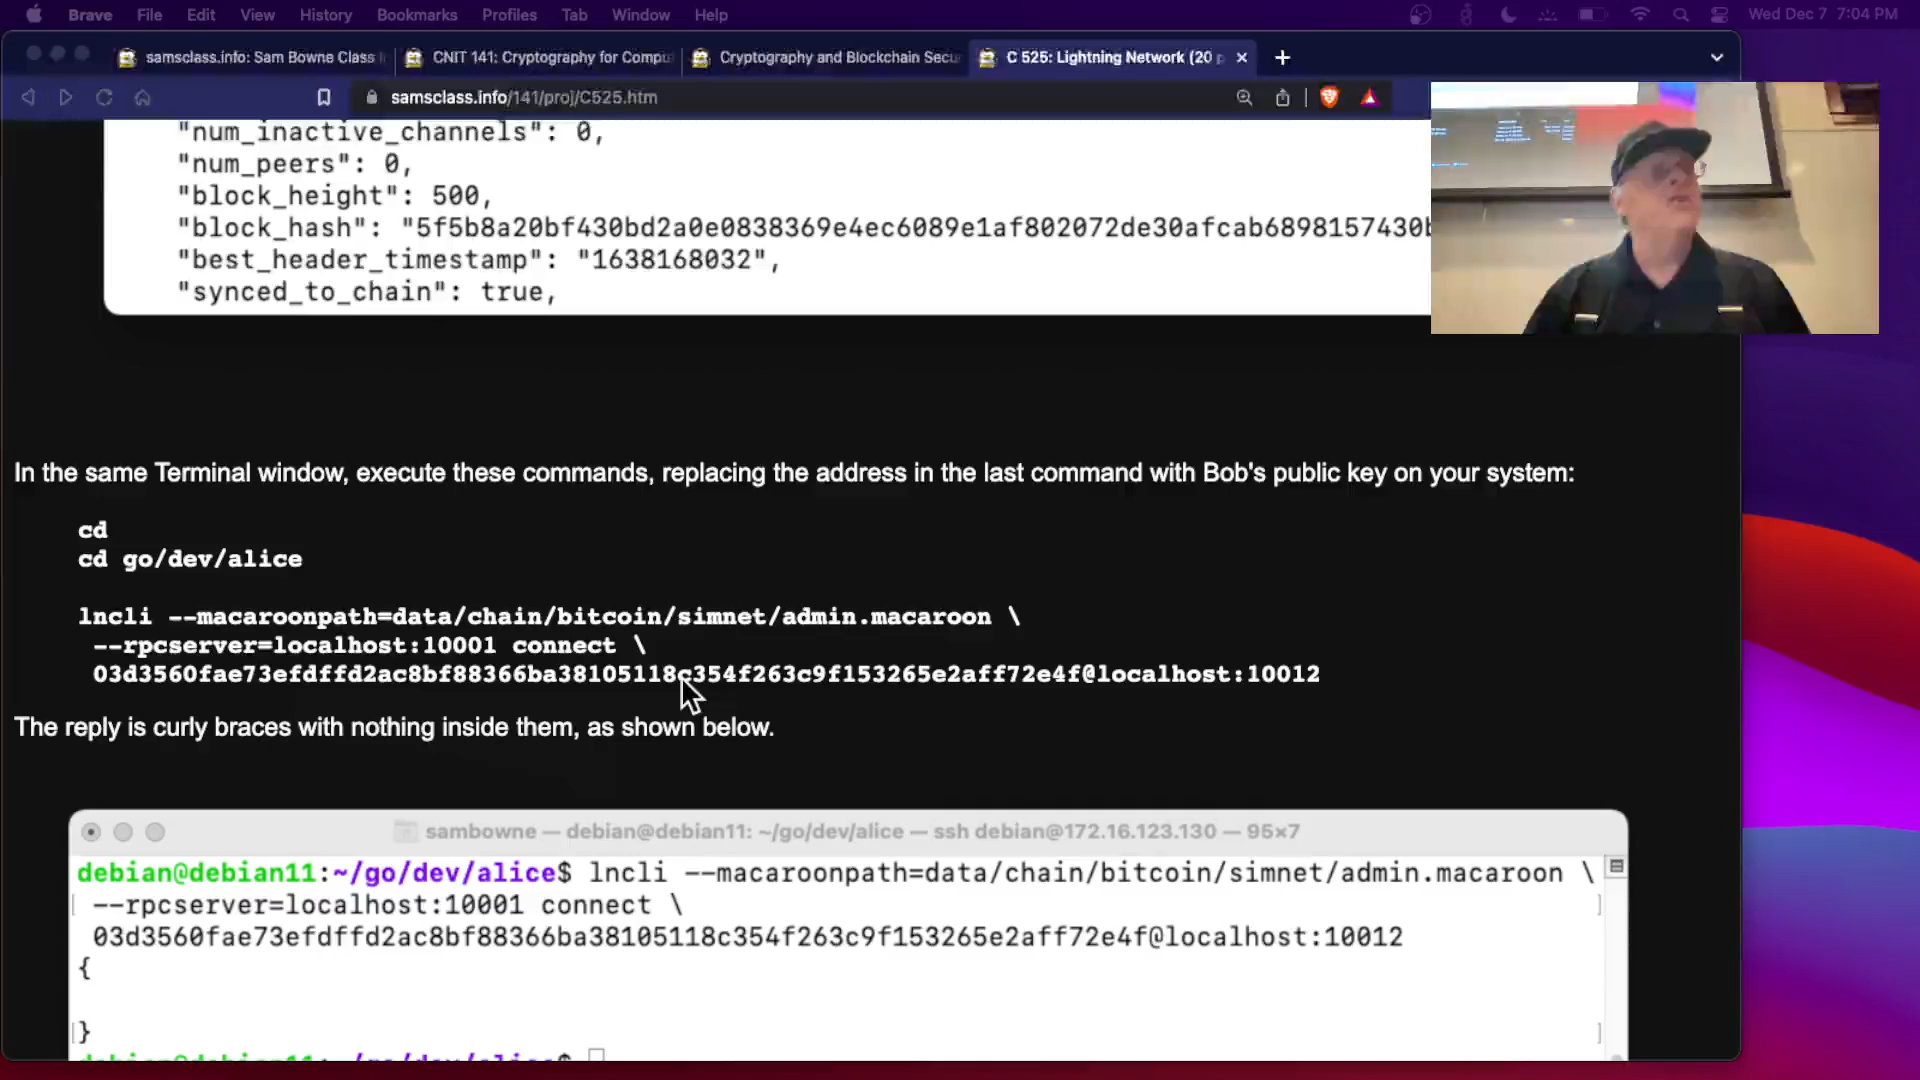 Brave File Edit View History Bookmarks Profiles Tab Window Help Wed Dec 7 7:04 PM
samsclass.info: Sam Bowne Class CNIT 141: Cryptography for Compu Cryptography and Blockchain Secu C 525: Lightning Network (20 p
samsclass.info/141/proj/C525.htm
"num_inactive_channels": 0,
"num_peers": 0,
"block_height": 500,
"block_hash": "5f5b8a20bf430bd2a0e0838369e4ec6089e1af802072de30afcab6898157430b
"best_header_timestamp": "1638168032",
"synced_to_chain": true,
In the same Terminal window, execute these commands, replacing the address in the last command with Bob's public key on your system:
cd
cd go/dev/alice
lncli --macaroonpath=data/chain/bitcoin/simnet/admin.macaroon \
--rpcserver=localhost:10001 connect \
03d3560fae73efdffd2ac8bf88366ba38105118c354f263c9f153265e2aff72e4f@localhost:10012
The reply is curly braces with nothing inside them, as shown below.
sambowne — debian@debian11: ~/go/dev/alice — ssh debian@172.16.123.130 — 95×7
debian@debian11:~/go/dev/alice$ lncli --macaroonpath=data/chain/bitcoin/simnet/admin.macaroon \
--rpcserver=localhost:10001 connect \
03d3560fae73efdffd2ac8bf88366ba38105118c354f263c9f153265e2aff72e4f@localhost:10012
{
}
debian@debian11:~/go/dev/alice$